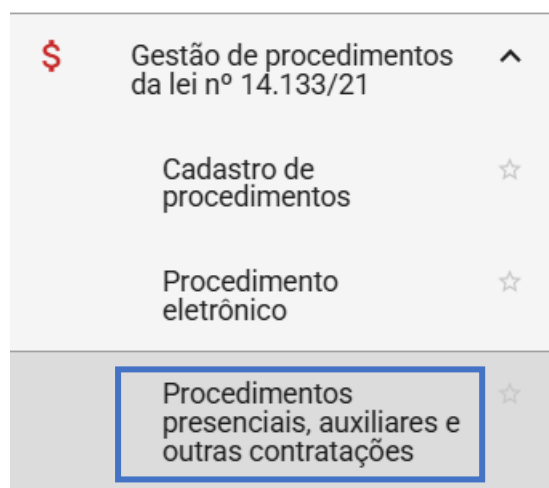 $ Gestão de procedimentos
da lei nº 14.133/21
Cadastro de
procedimentos
Procedimento
eletrônico
Procedimentos
presenciais, auxiliares e
outras contratações